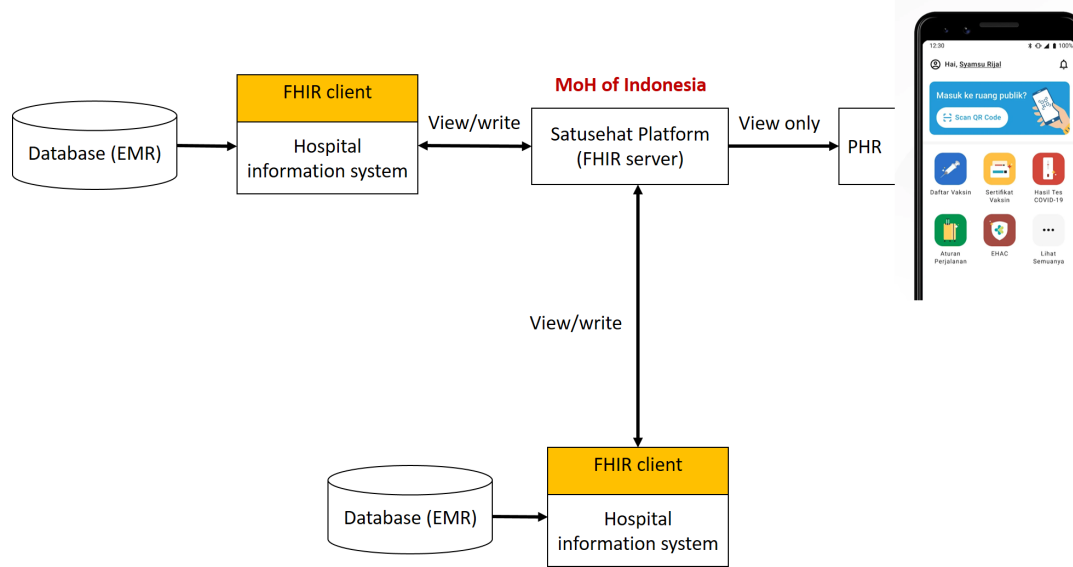 MoH of Indonesia
FHIR client
Hospital
information system
Database (EMR)
View/write
Satusehat Platform
(FHIR server)
View only
PHR
12:30
100%
Hai, Syamsu Rijal
Masuk ke ruang publik?
Scan QR Code
Daftar Vaksin
Sertifikat
Vaksin
Hasil Tes
COVID-19
Aturan
Perjalanan
EHAC
Lihat
Semuanya
View/write
FHIR client
Hospital
information system
Database (EMR)